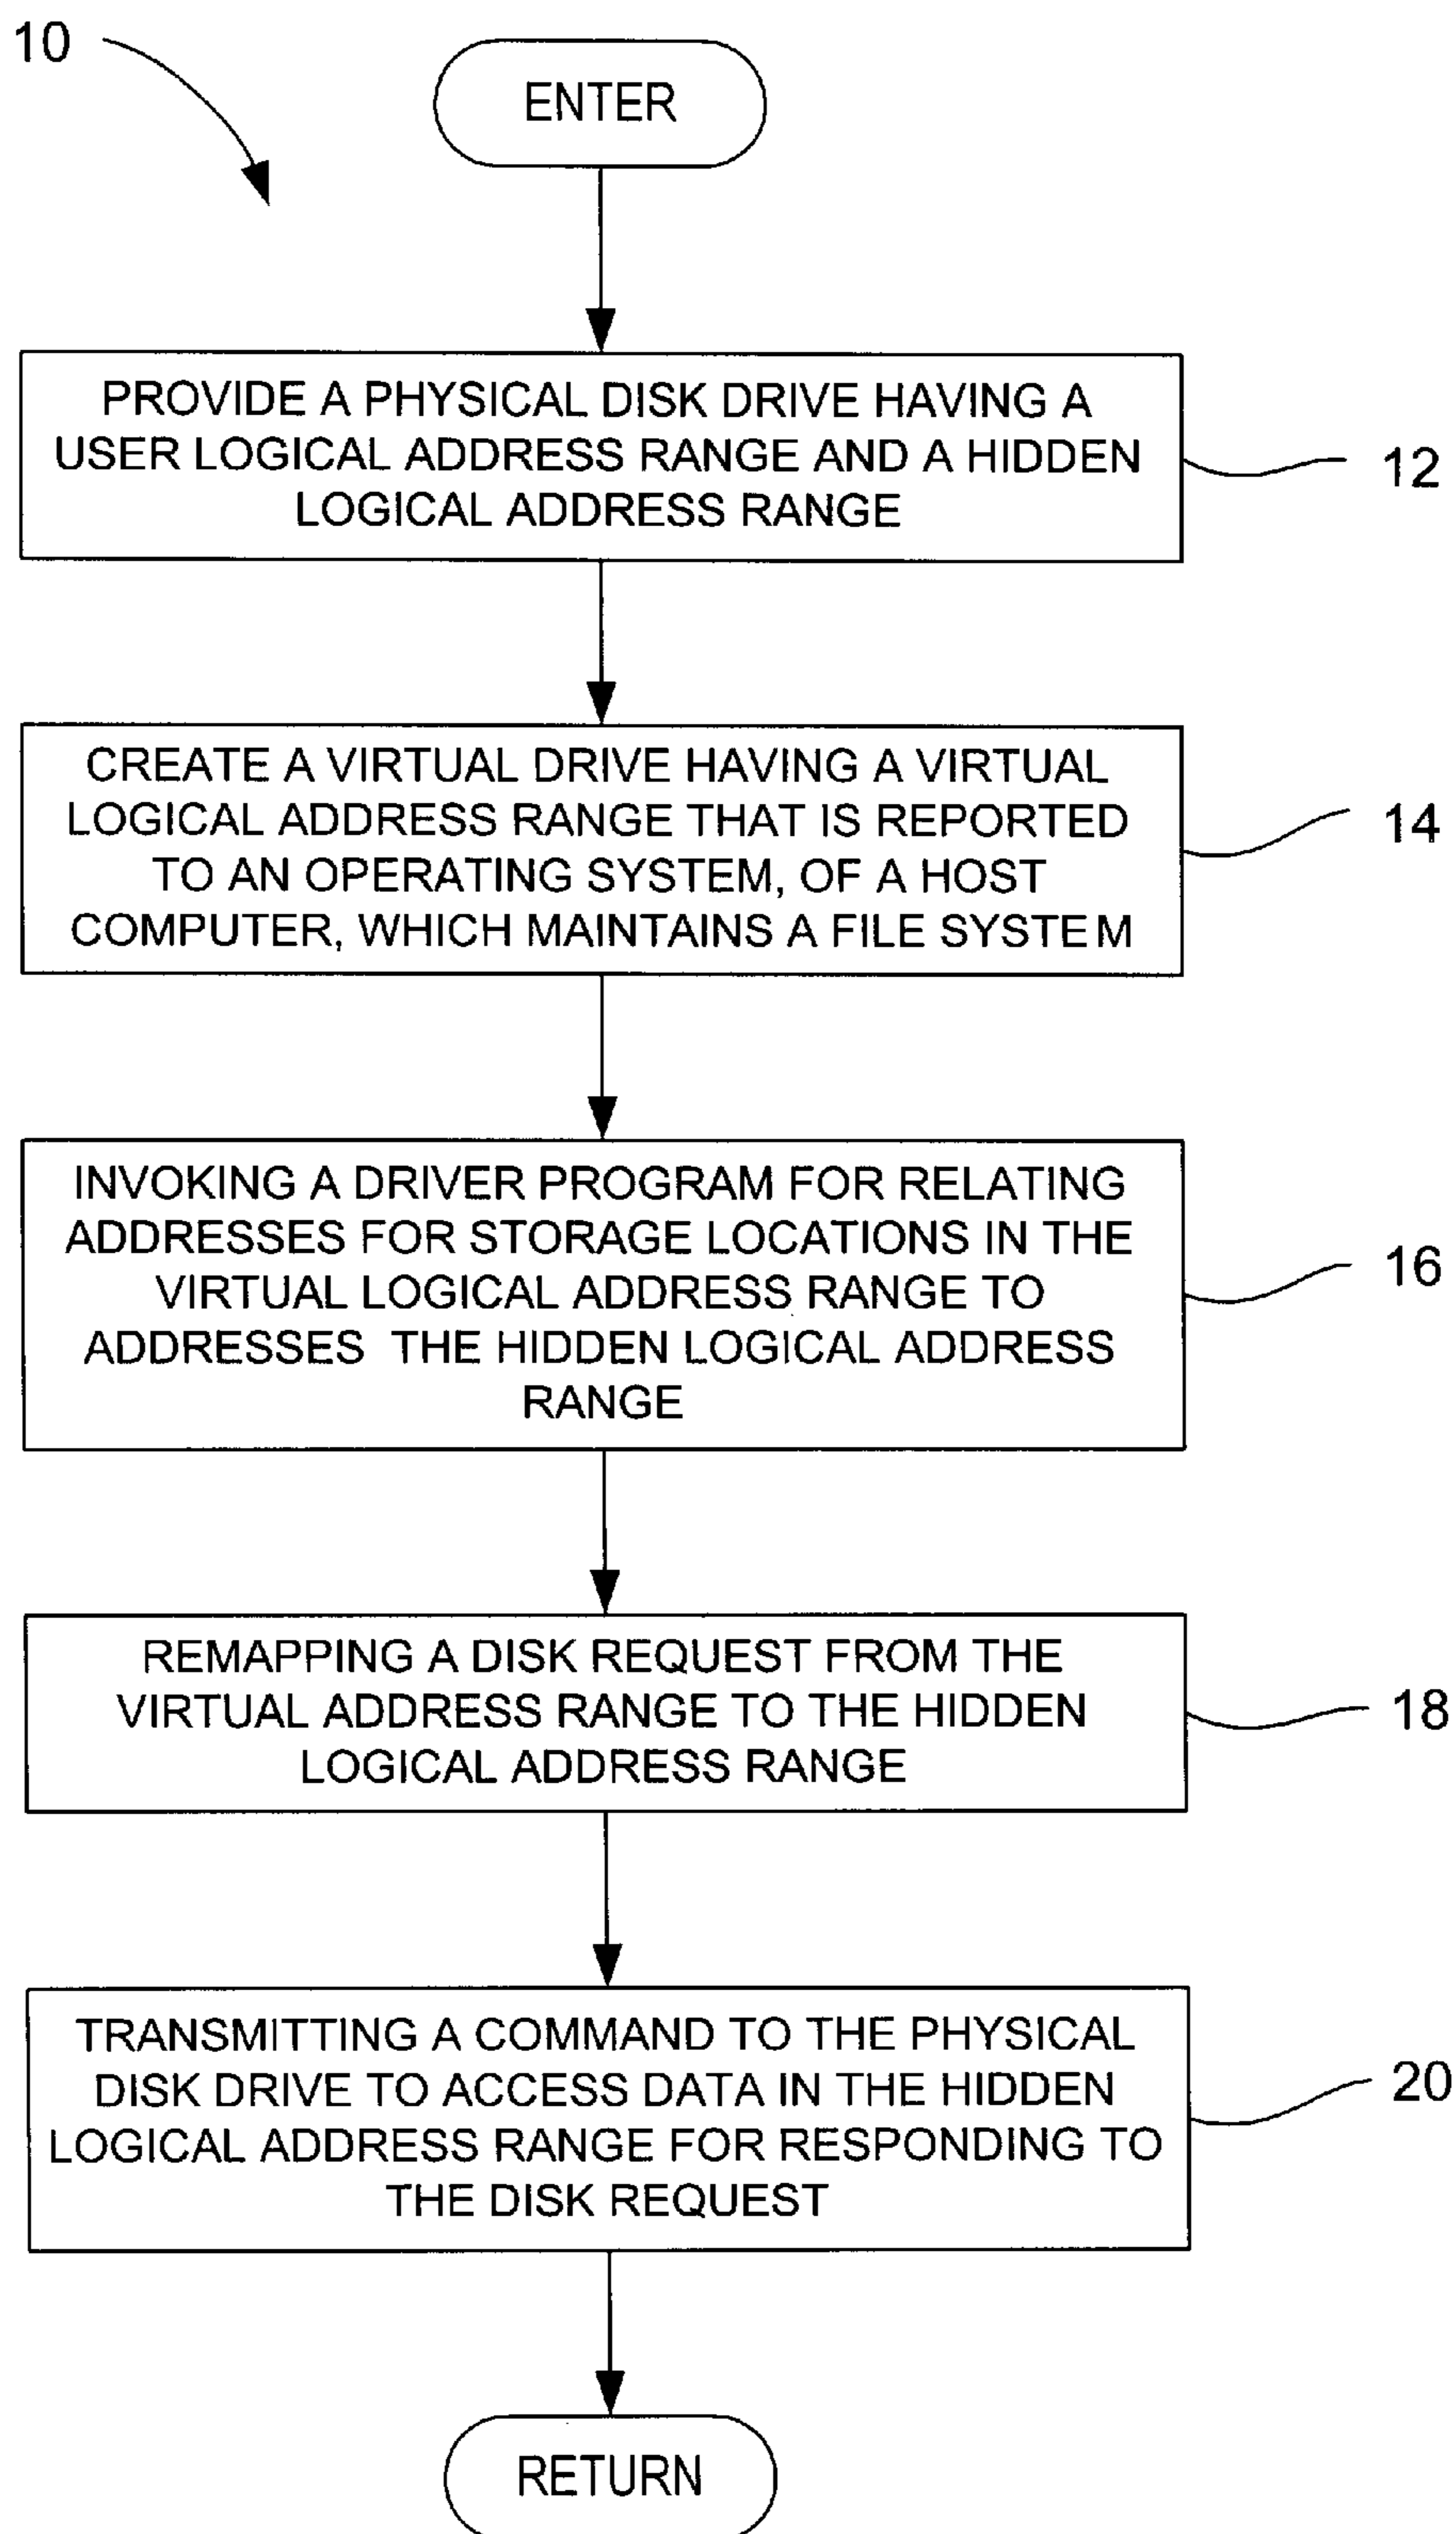 10
ENTER
PROVIDE A PHYSICAL DISK DRIVE HAVING A
USER LOGICAL ADDRESS RANGE AND A HIDDEN
LOGICAL ADDRESS RANGE
12
CREATE A VIRTUAL DRIVE HAVING A VIRTUAL
LOGICAL ADDRESS RANGE THAT IS REPORTED
TO AN OPERATING SYSTEM, OF A HOST
COMPUTER, WHICH MAINTAINS A FILE SYSTEM
14
INVOKING A DRIVER PROGRAM FOR RELATING
ADDRESSES FOR STORAGE LOCATIONS IN THE
VIRTUAL LOGICAL ADDRESS RANGE TO
ADDRESSES THE HIDDEN LOGICAL ADDRESS
RANGE
16
REMAPPING A DISK REQUEST FROM THE
VIRTUAL ADDRESS RANGE TO THE HIDDEN
LOGICAL ADDRESS RANGE
18
TRANSMITTING A COMMAND TO THE PHYSICAL
DISK DRIVE TO ACCESS DATA IN THE HIDDEN
LOGICAL ADDRESS RANGE FOR RESPONDING TO
THE DISK REQUEST
20
RETURN